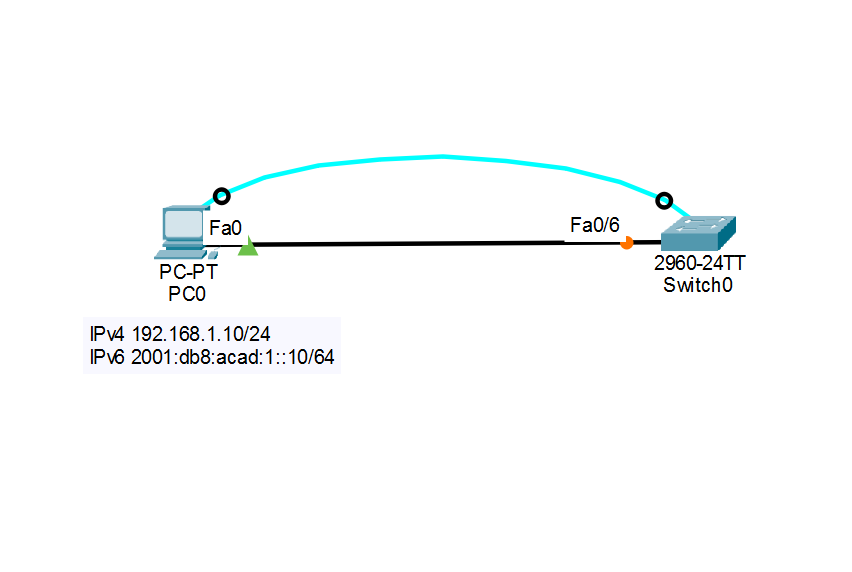 Fa0
Fa0/6
PC-PT
PC0
2960-24TT
Switch0
IPv4 192.168.1.10/24
IPv6 2001:db8:acad:1::10/64